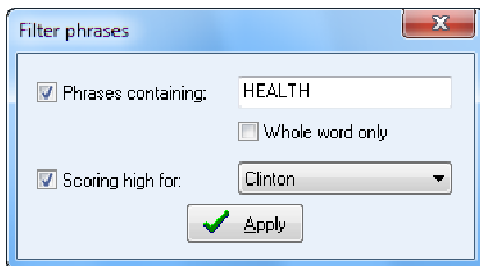 Filter phrases
Phrases containing: HEALTH
Whole word only
Scoring high for: Clinton
Apply